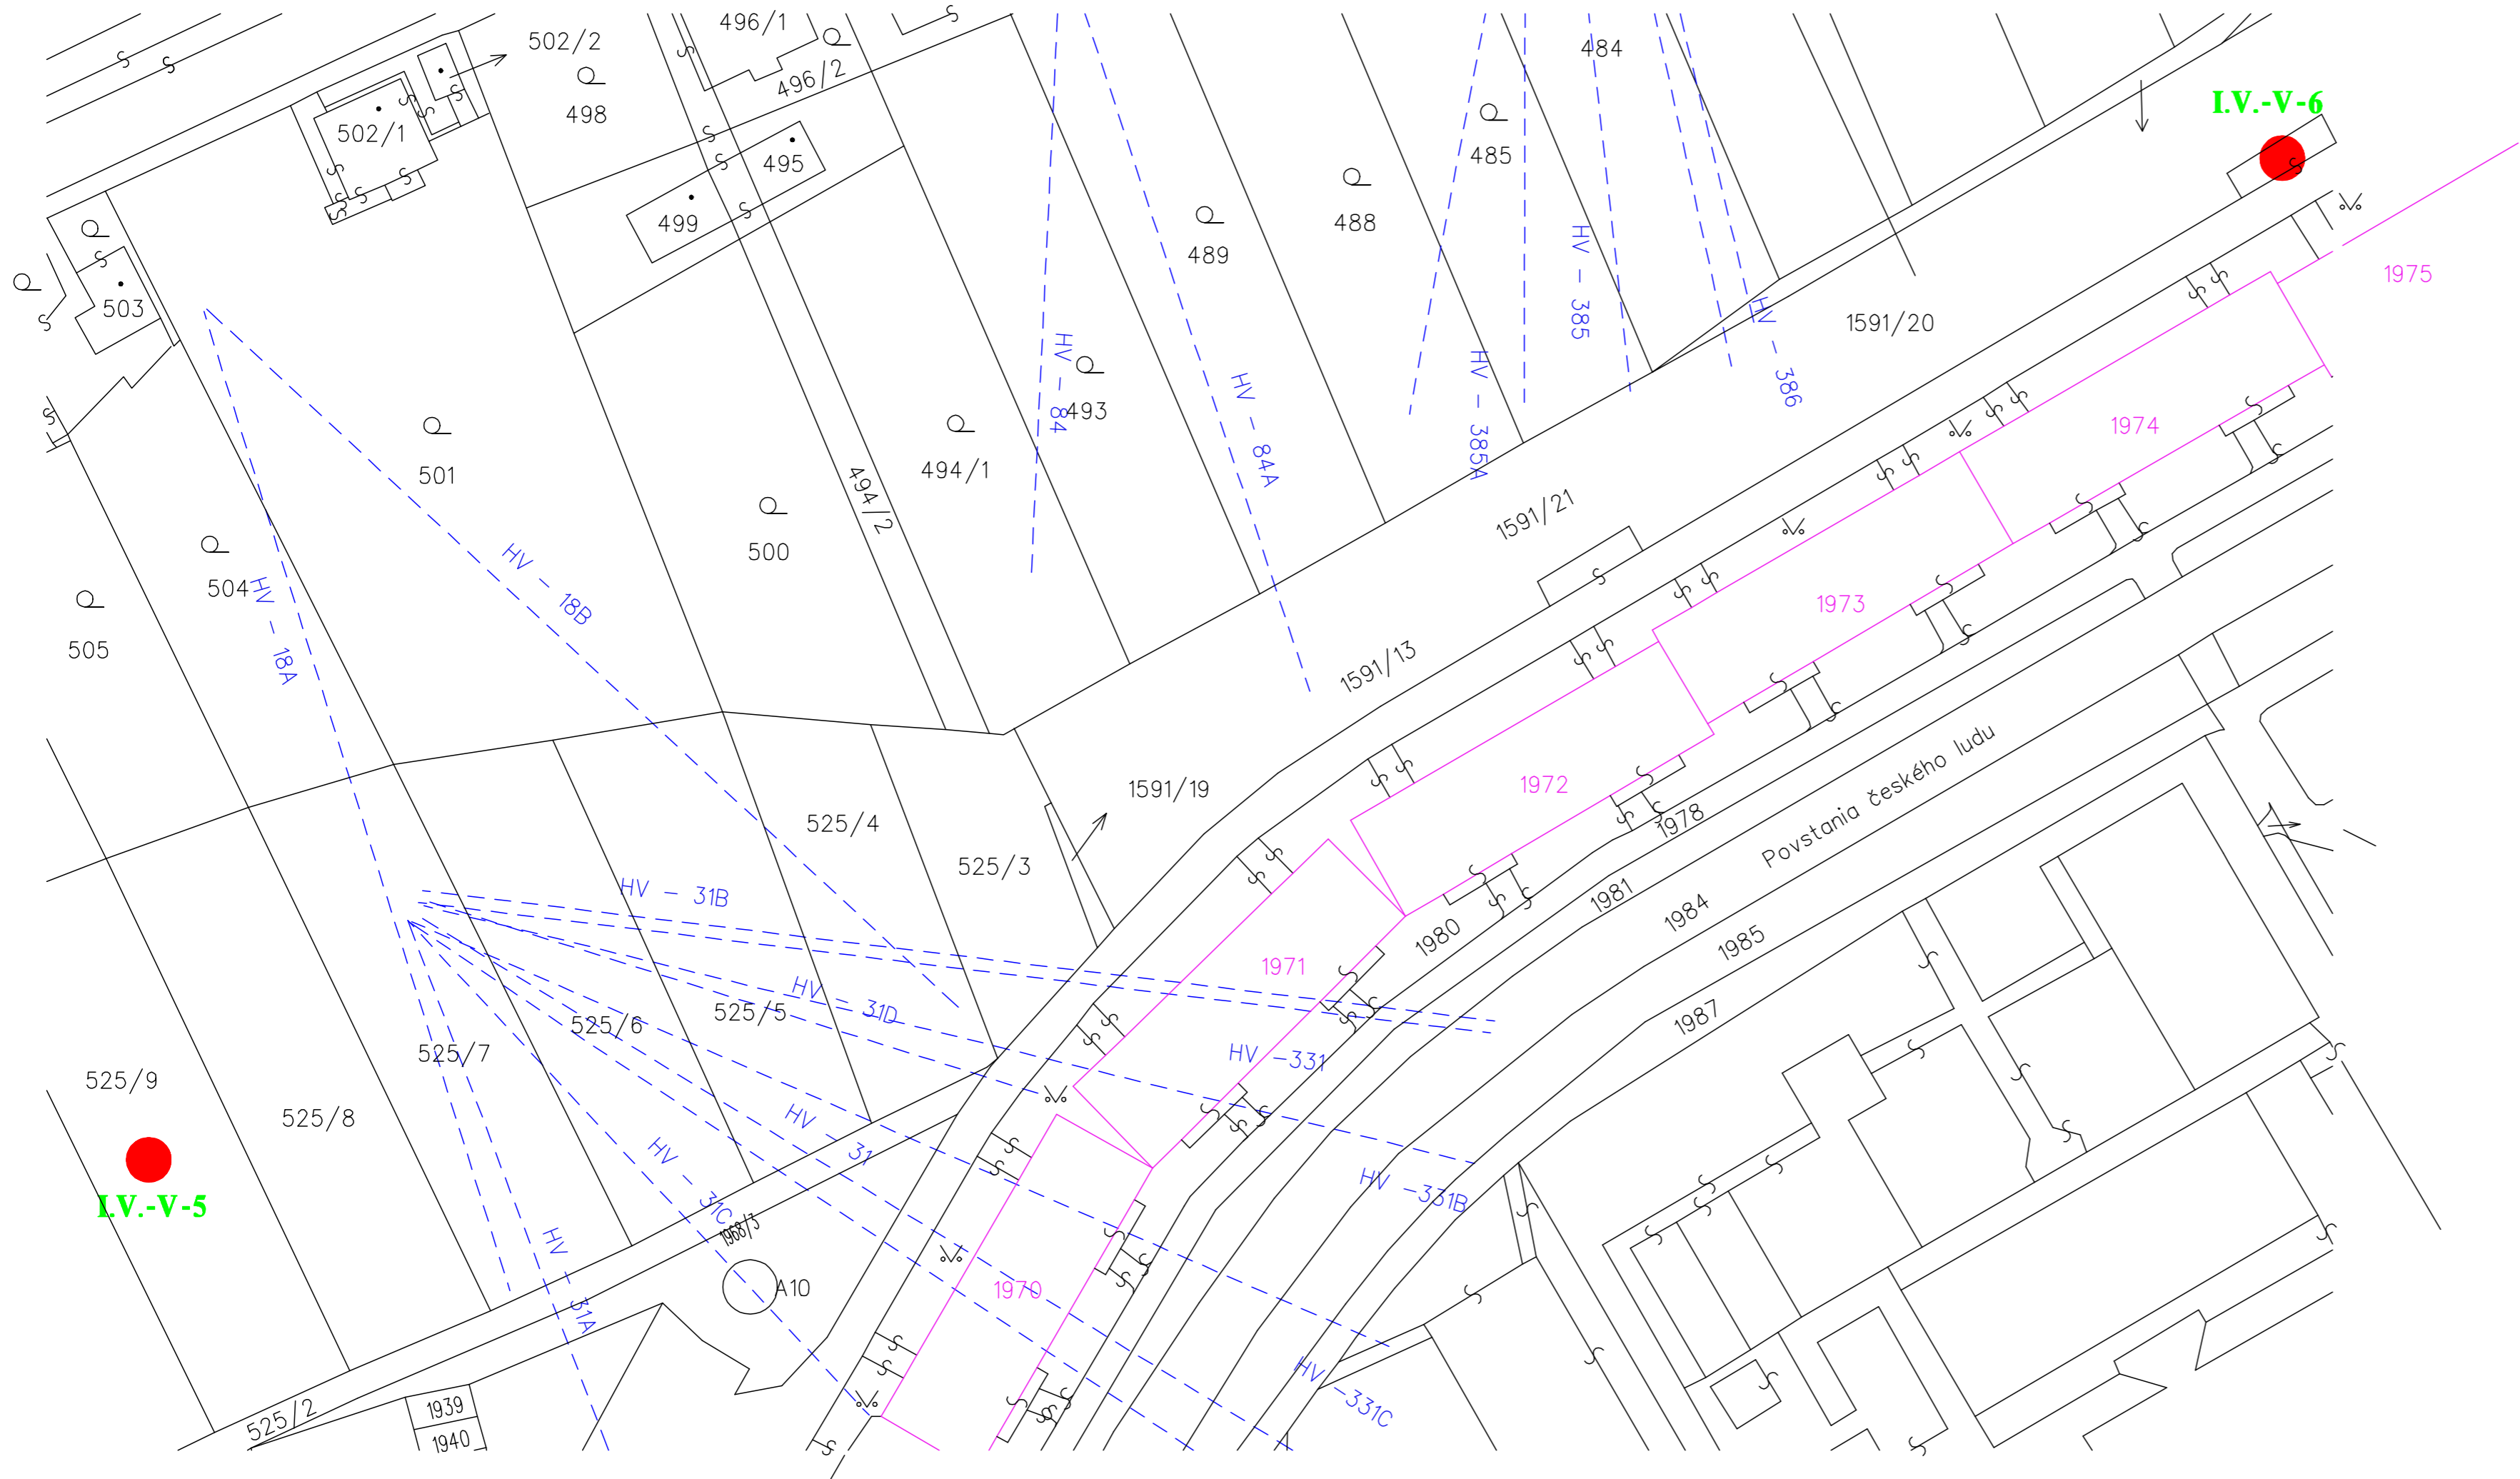 496/1
502/2
484
496/2
I.V.-V-6
498
502/1
485
495
488
499
489
HV - 385
1975
503
1591/20
HV - 84
HV - 386
493
HV - 84A
HV - 385A
1974
501
494/1
494/2
1591/21
500
HV - 18B
504
HV - 18A
1973
505
1591/13
1972
1591/19
Povstania českého ludu
525/4
1978
525/3
HV - 31B
1981
1984
1980
1985
1971
HV - 31D
525/5
1987
525/6
525/7
HV -331
525/9
525/8
HV - 31
HV - 31C
HV -331B
I.V.-V-5
1968/3
HV - 31A
A10
1970
HV -331C
525/2
1939
1940